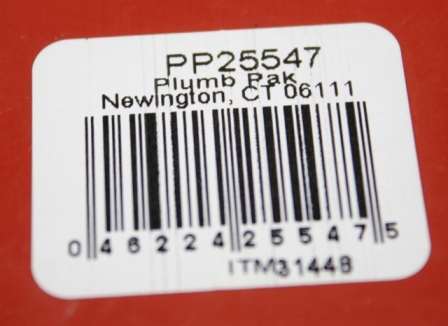 PP25547
Plumb Pak
Newington, CT 06111
0 46224 25547 5
ITM31448